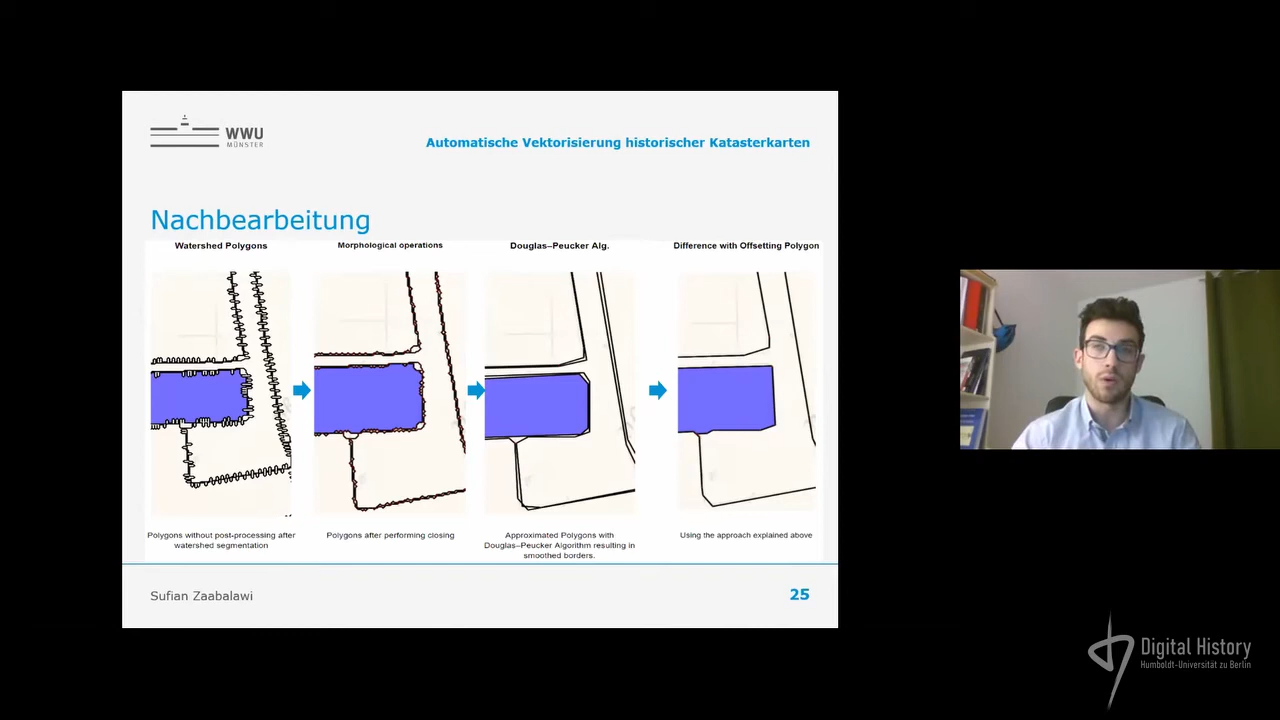 WWU
MÜNSTER
Automatische Vektorisierung historischer Katasterkarten
Nachbearbeitung
Watershed Polygons
Morphological operations
Douglas–Peucker Alg.
Difference with Offsetting Polygon
Polygons without post-processing after
watershed segmentation
Polygons after performing closing
Approximated Polygons with
Douglas–Peucker Algorithm resulting in
smoothed borders.
Using the approach explained above
Sufian Zaabalawi
25
Digital History
Humboldt-Universität zu Berlin